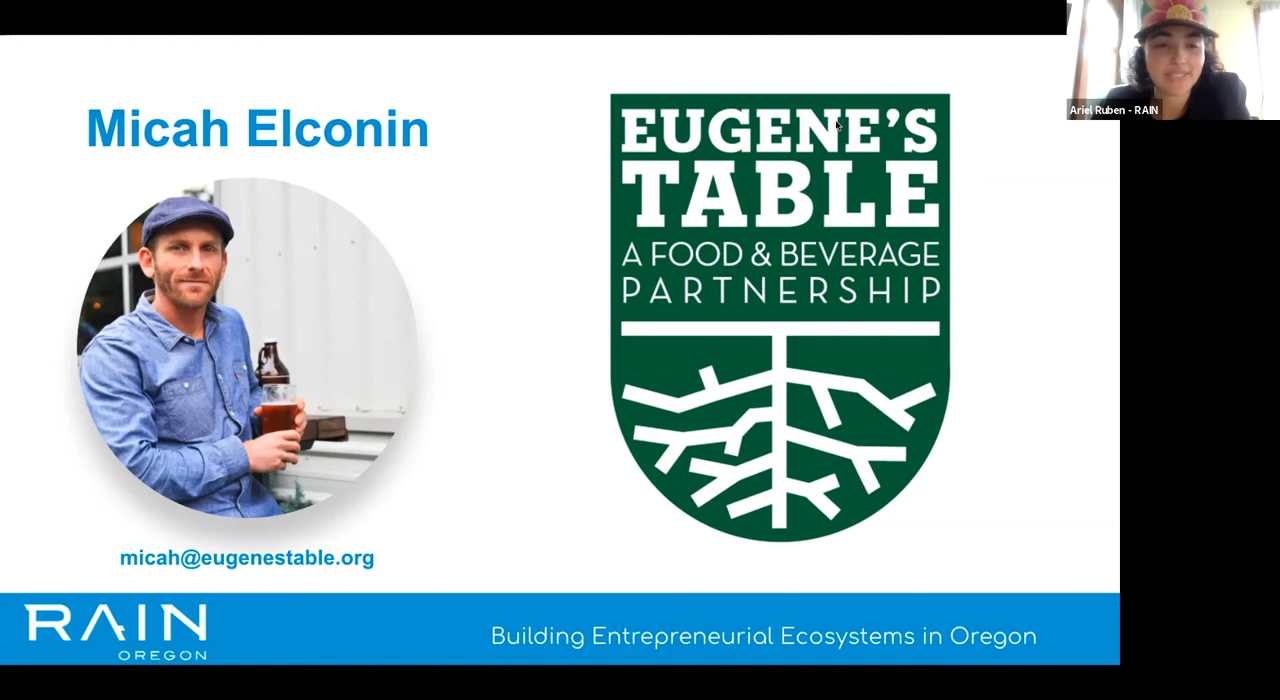 Micah Elconin
EUGENE'S
TABLE
A FOOD & BEVERAGE
PARTNERSHIP
micah@eugenestable.org
RAIN
OREGON
Building Entrepreneurial Ecosystems in Oregon
Ariel Ruben - RAIN